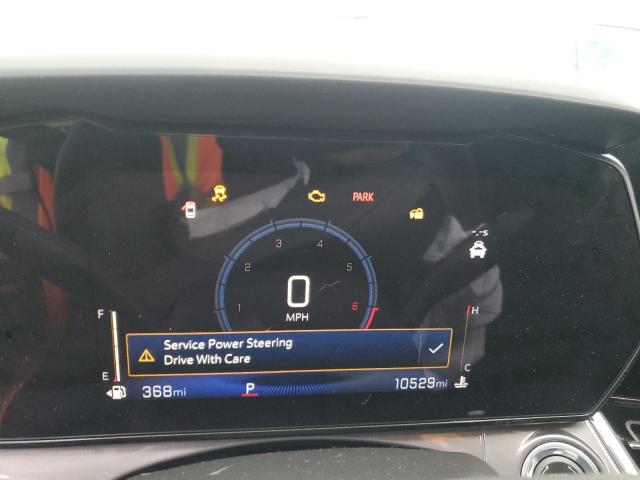 PARK
-.-s
3 4
2 5
1 6
0
MPH
F H
E C
Service Power Steering
Drive With Care
368mi P 10529mi